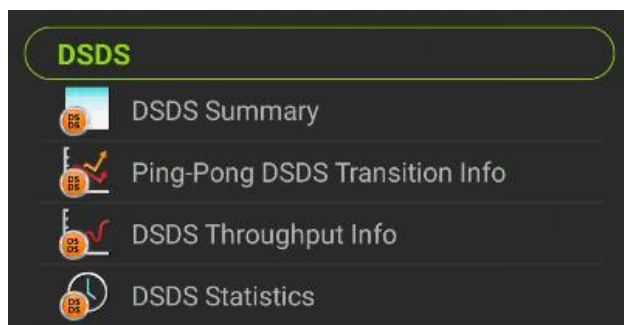 DSDS
DSDS Summary
Ping-Pong DSDS Transition Info
DSDS Throughput Info
DSDS Statistics